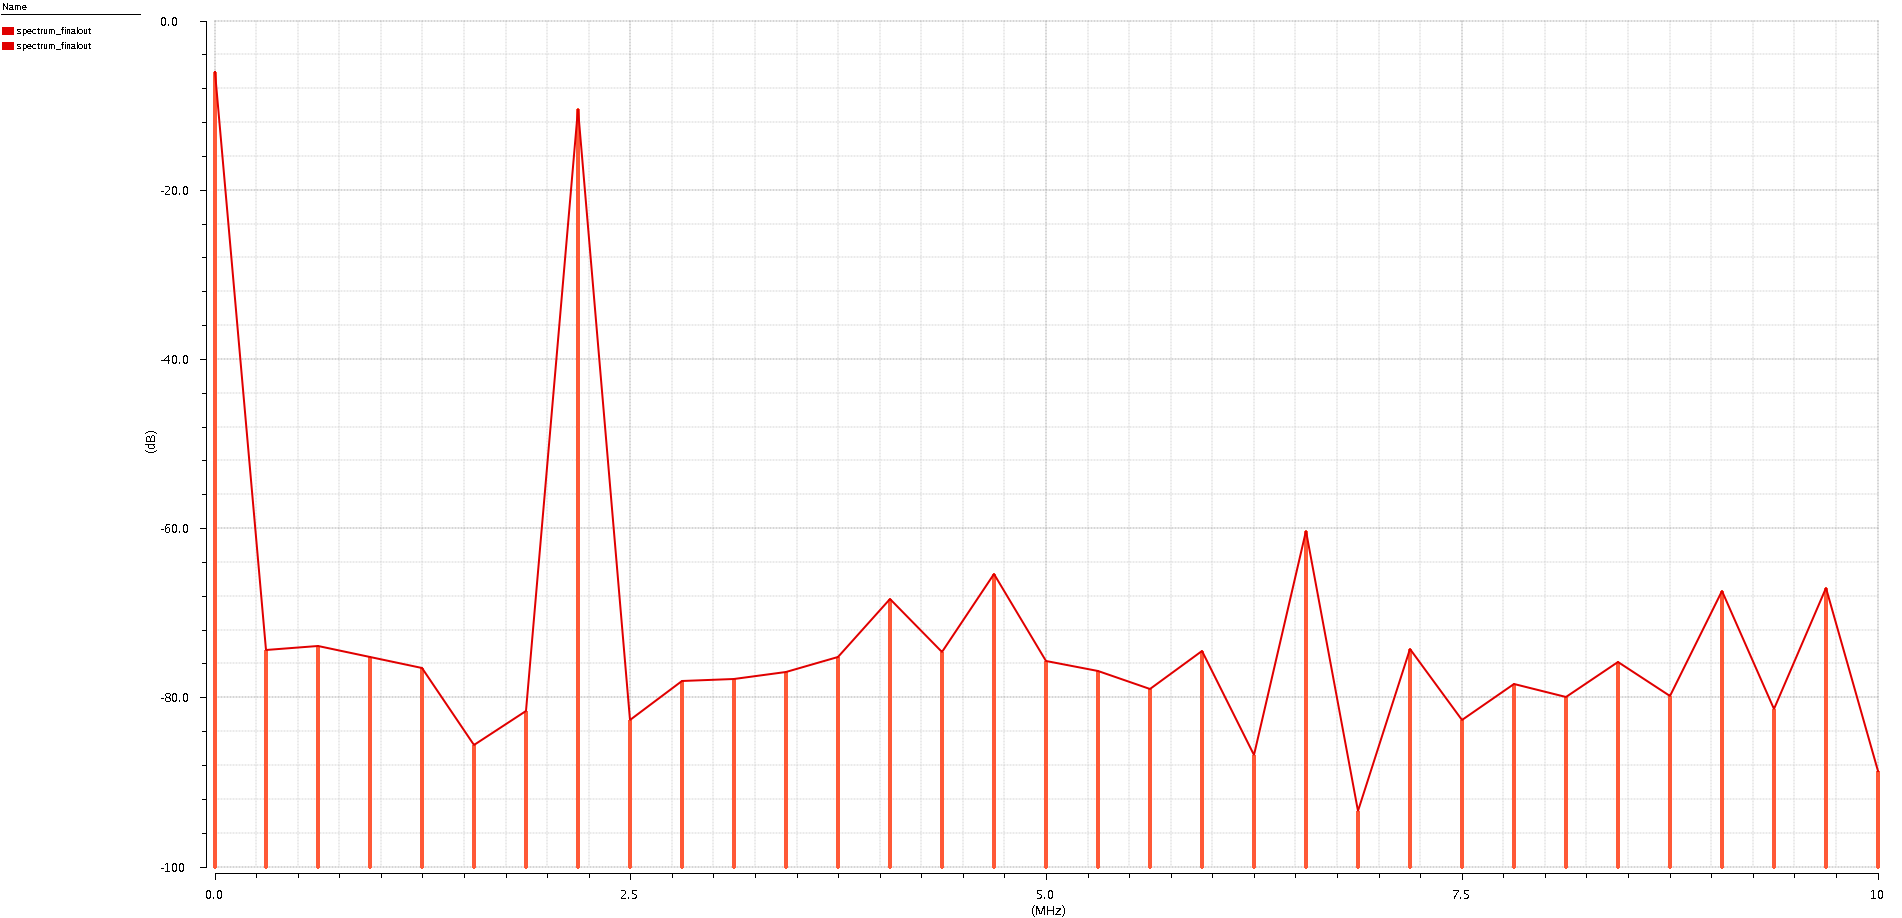 Name
spectrum_finalout
spectrum_finalout
0.0
-20.0
-40.0
(dB)
-60.0
-80.0
-100
0.0 2.5 5.0 7.5 10
(MHz)